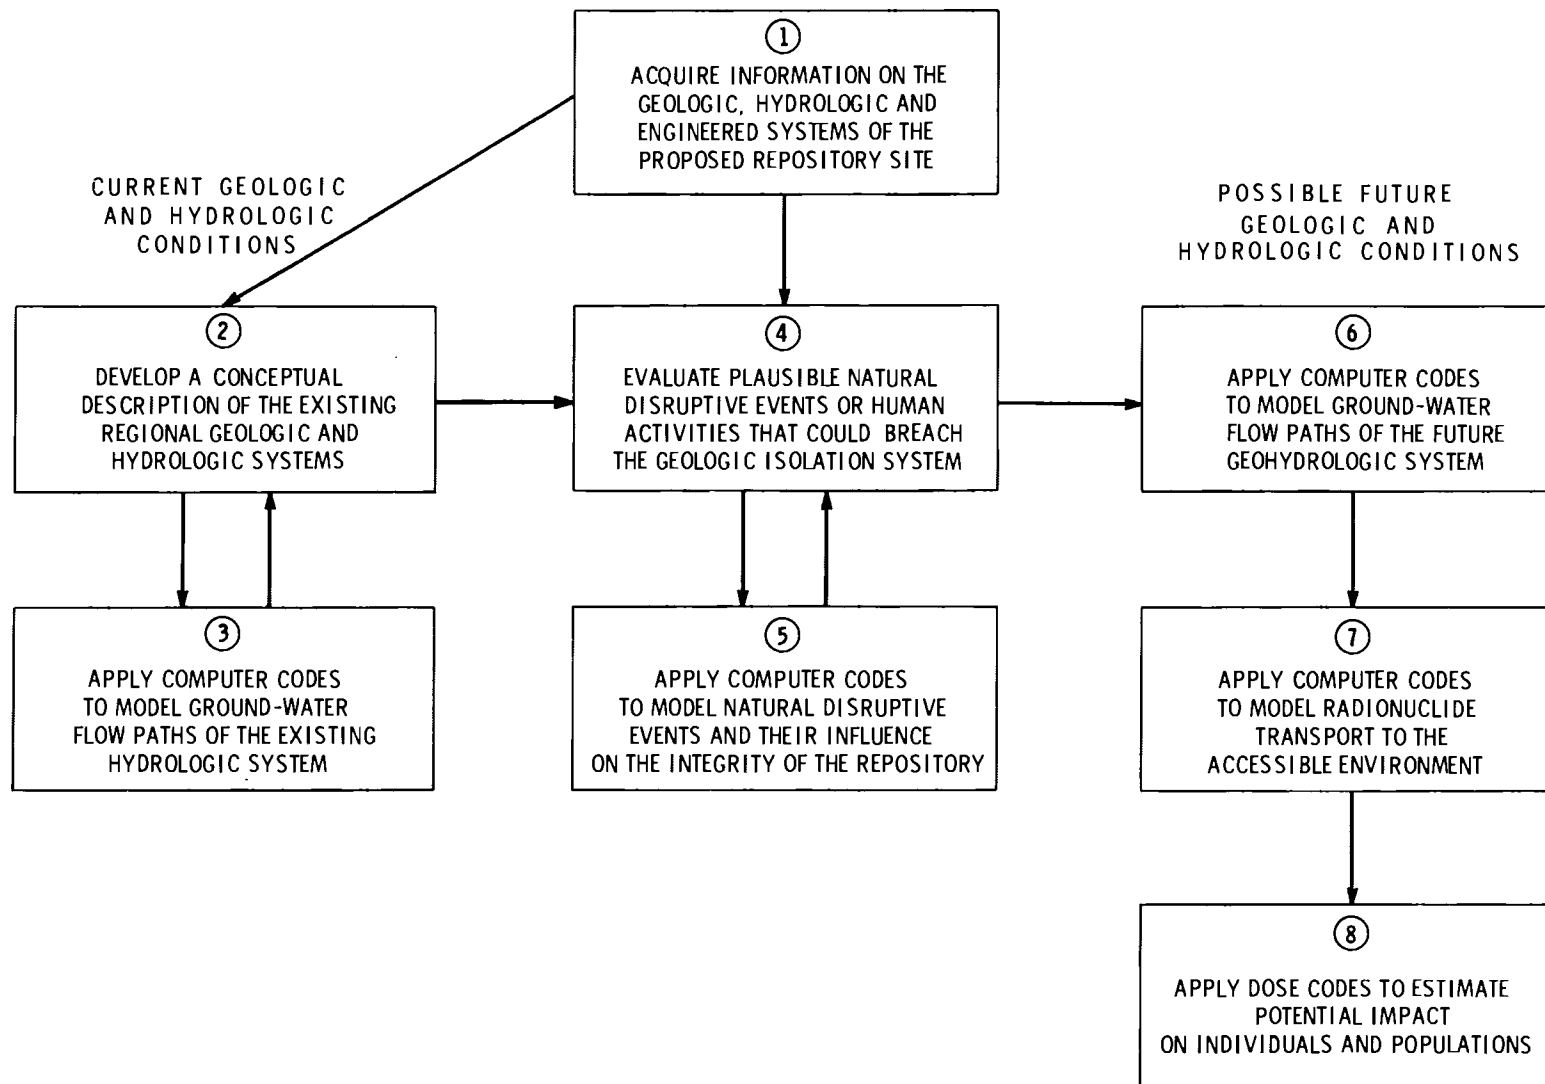 1
ACQUIRE INFORMATION ON THE
GEOLOGIC, HYDROLOGIC AND
ENGINEERED SYSTEMS OF THE
PROPOSED REPOSITORY SITE
CURRENT GEOLOGIC
AND HYDROLOGIC
CONDITIONS
POSSIBLE FUTURE
GEOLOGIC AND
HYDROLOGIC CONDITIONS
2
DEVELOP A CONCEPTUAL
DESCRIPTION OF THE EXISTING
REGIONAL GEOLOGIC AND
HYDROLOGIC SYSTEMS
4
EVALUATE PLAUSIBLE NATURAL
DISRUPTIVE EVENTS OR HUMAN
ACTIVITIES THAT COULD BREACH
THE GEOLOGIC ISOLATION SYSTEM
6
APPLY COMPUTER CODES
TO MODEL GROUND-WATER
FLOW PATHS OF THE FUTURE
GEOHYDROLOGIC SYSTEM
3
APPLY COMPUTER CODES
TO MODEL GROUND-WATER
FLOW PATHS OF THE EXISTING
HYDROLOGIC SYSTEM
5
APPLY COMPUTER CODES
TO MODEL NATURAL DISRUPTIVE
EVENTS AND THEIR INFLUENCE
ON THE INTEGRITY OF THE REPOSITORY
7
APPLY COMPUTER CODES
TO MODEL RADIONUCLIDE
TRANSPORT TO THE
ACCESSIBLE ENVIRONMENT
8
APPLY DOSE CODES TO ESTIMATE
POTENTIAL IMPACT
ON INDIVIDUALS AND POPULATIONS